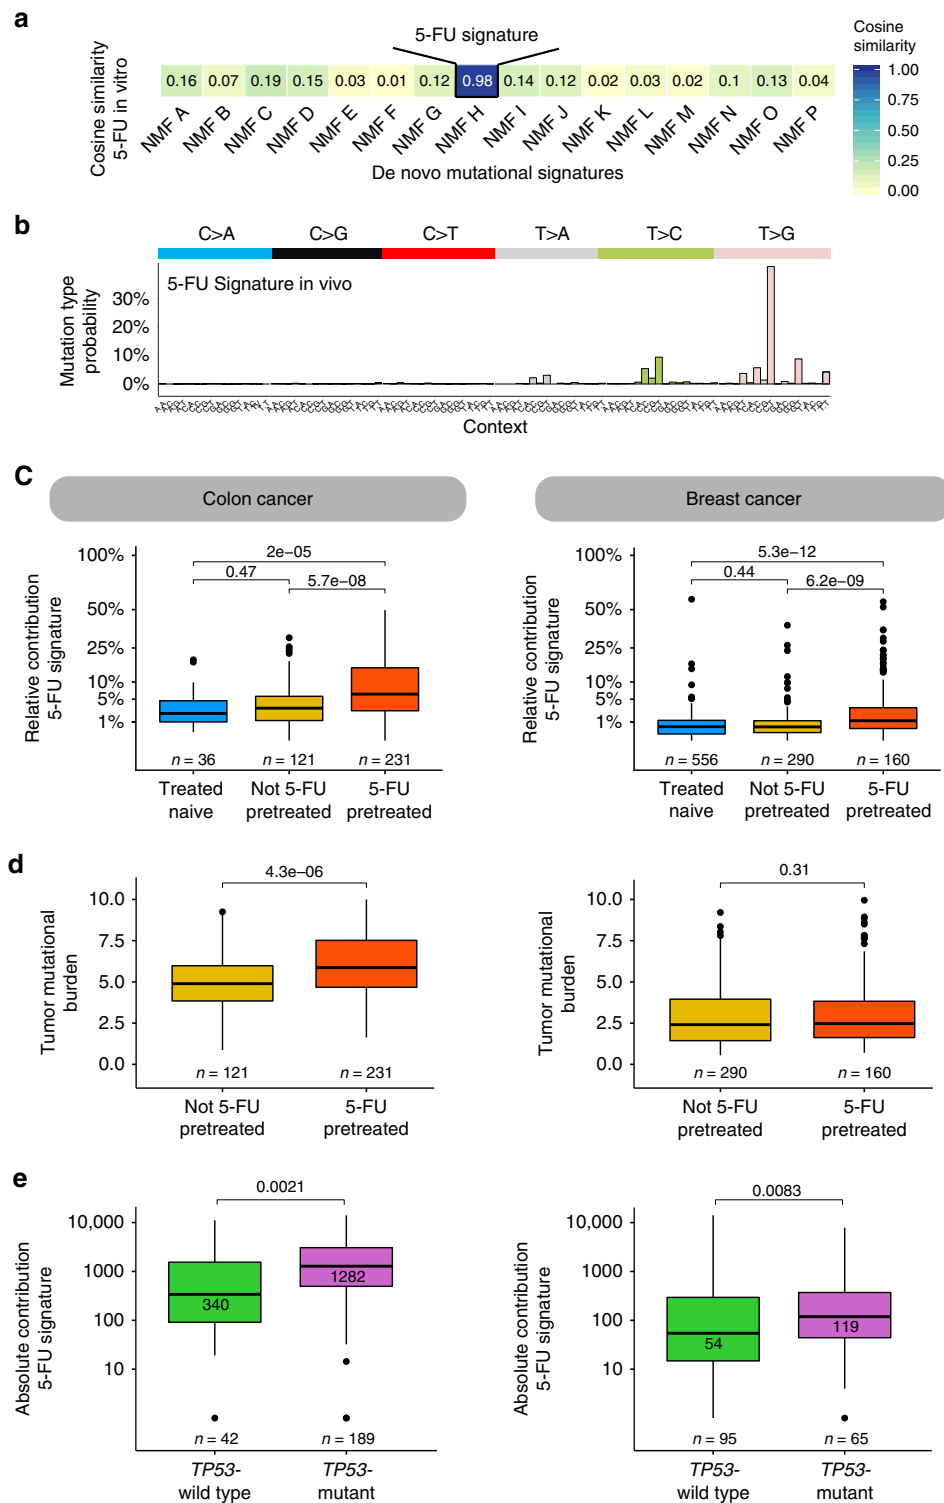 a
5-FU signature
Cosine similarity
5-FU in vitro
0.16 0.07 0.19 0.15 0.03 0.01 0.12 0.98 0.14 0.12 0.02 0.03 0.02 0.1 0.13 0.04
NMF A NMF B NMF C NMF D NMF E NMF F NMF G NMF H NMF I NMF J NMF K NMF L NMF M NMF N NMF O NMF P
De novo mutational signatures
Cosine
similarity
1.00
0.75
0.50
0.25
0.00
b
C>A C>G C>T T>A T>C T>G
5-FU Signature in vivo
Mutation type
probability
30%
20%
10%
0%
Context
C
Colon cancer
Relative contribution
5-FU signature
100%
50%
25%
10%
5%
1%
2e–05
0.47
5.7e–08
n = 36 n = 121 n = 231
Treated
naive
Not 5-FU
pretreated
5-FU
pretreated
Breast cancer
Relative contribution
5-FU signature
100%
50%
25%
10%
5%
1%
5.3e–12
0.44
6.2e–09
n = 556 n = 290 n = 160
Treated
naive
Not 5-FU
pretreated
5-FU
pretreated
d
Tumor mutational
burden
10.0
7.5
5.0
2.5
0.0
4.3e–06
n = 121 n = 231
Not 5-FU
pretreated
5-FU
pretreated
Tumor mutational
burden
10.0
7.5
5.0
2.5
0.0
0.31
n = 290 n = 160
Not 5-FU
pretreated
5-FU
pretreated
e
Absolute contribution
5-FU signature
10,000
1000
100
10
0.0021
340
1282
n = 42 n = 189
TP53-
wild type
TP53-
mutant
Absolute contribution
5-FU signature
10,000
1000
100
10
0.0083
54
119
n = 95 n = 65
TP53-
wild type
TP53-
mutant